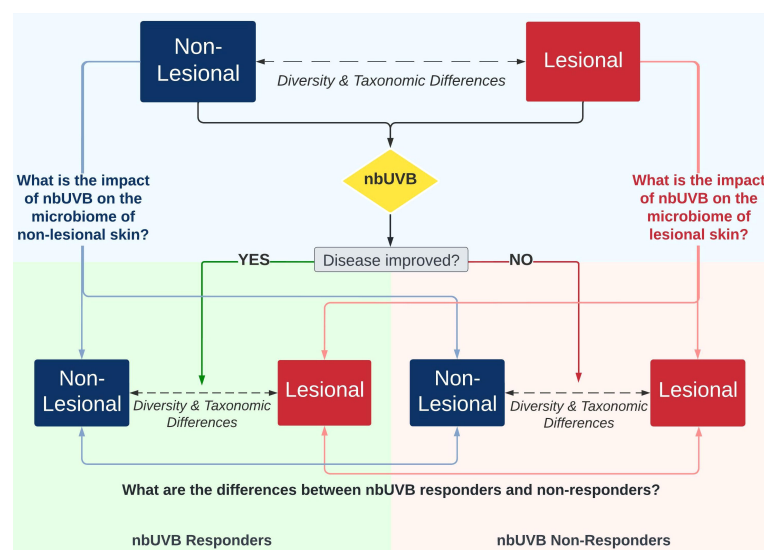 Non-
Lesional
Lesional
Diversity & Taxonomic Differences
nbUVB
What is the impact
of nbUVB on the
microbiome of
non-lesional skin?
What is the impact
of nbUVB on the
microbiome of
lesional skin?
YES
Disease improved?
NO
Non-
Lesional
Diversity & Taxonomic
Differences
Lesional
Non-
Lesional
Diversity & Taxonomic
Differences
Lesional
What are the differences between nbUVB responders and non-responders?
nbUVB Responders
nbUVB Non-Responders